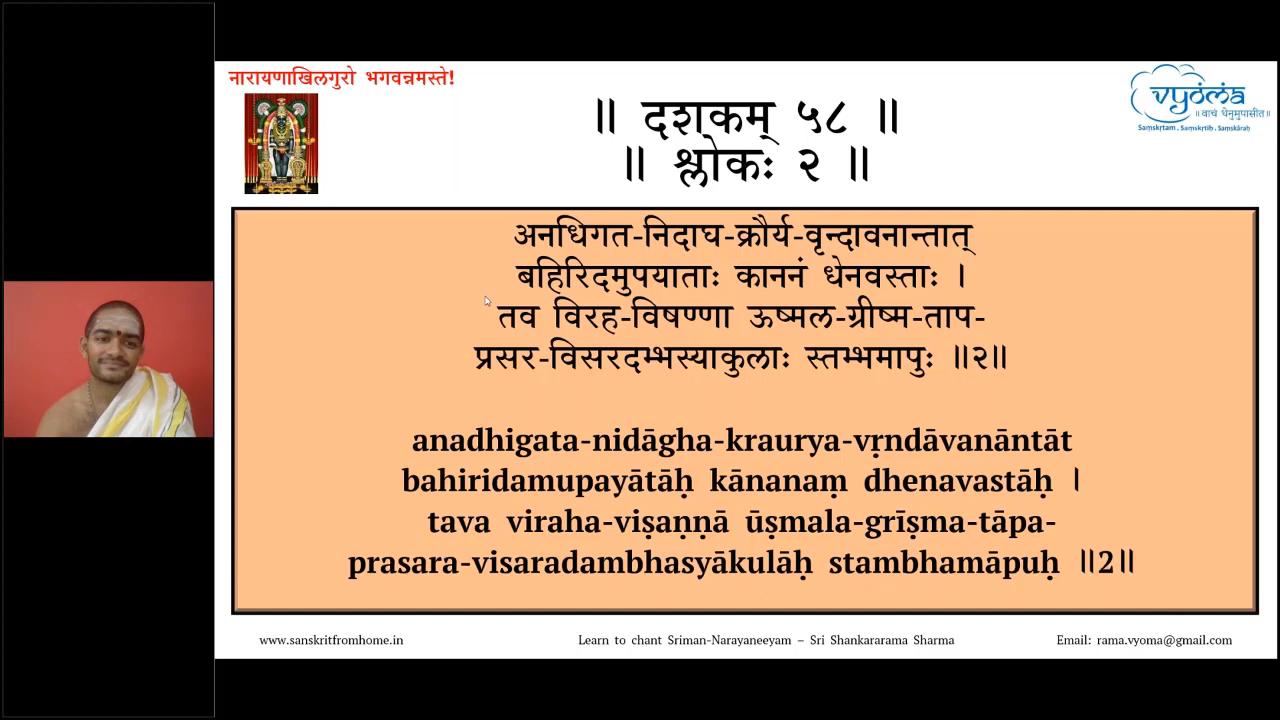 नारायणाखिलगुरो भगवन्नमस्ते!
vyoma
॥ वाचं धेनुमुपासीत ॥
Saṃskṛtam . Saṃskṛtiḥ . Saṃskāraḥ
॥ दशकम् ५८ ॥
॥ श्लोकः २ ॥
अनधिगत-निदाघ-क्रौर्य-वृन्दावनान्तात्
बहिरिदमुपयाताः काननं धेनवस्ताः ।
तव विरह-विषण्णा ऊष्मल-ग्रीष्म-ताप-
प्रसर-विसरदम्भस्याकुलाः स्तम्भमापुः ॥२॥
anadhigata-nidāgha-kraurya-vṛndāvanāntāt
bahiridamupayātāḥ kānanaṃ dhenavastāḥ ।
tava viraha-viṣaṇṇā ūṣmala-grīṣma-tāpa-
prasara-visaradambhasyākulāḥ stambhamāpuḥ ॥2॥
www.sanskritfromhome.in
Learn to chant Sriman-Narayaneeyam – Sri Shankararama Sharma
Email: rama.vyoma@gmail.com